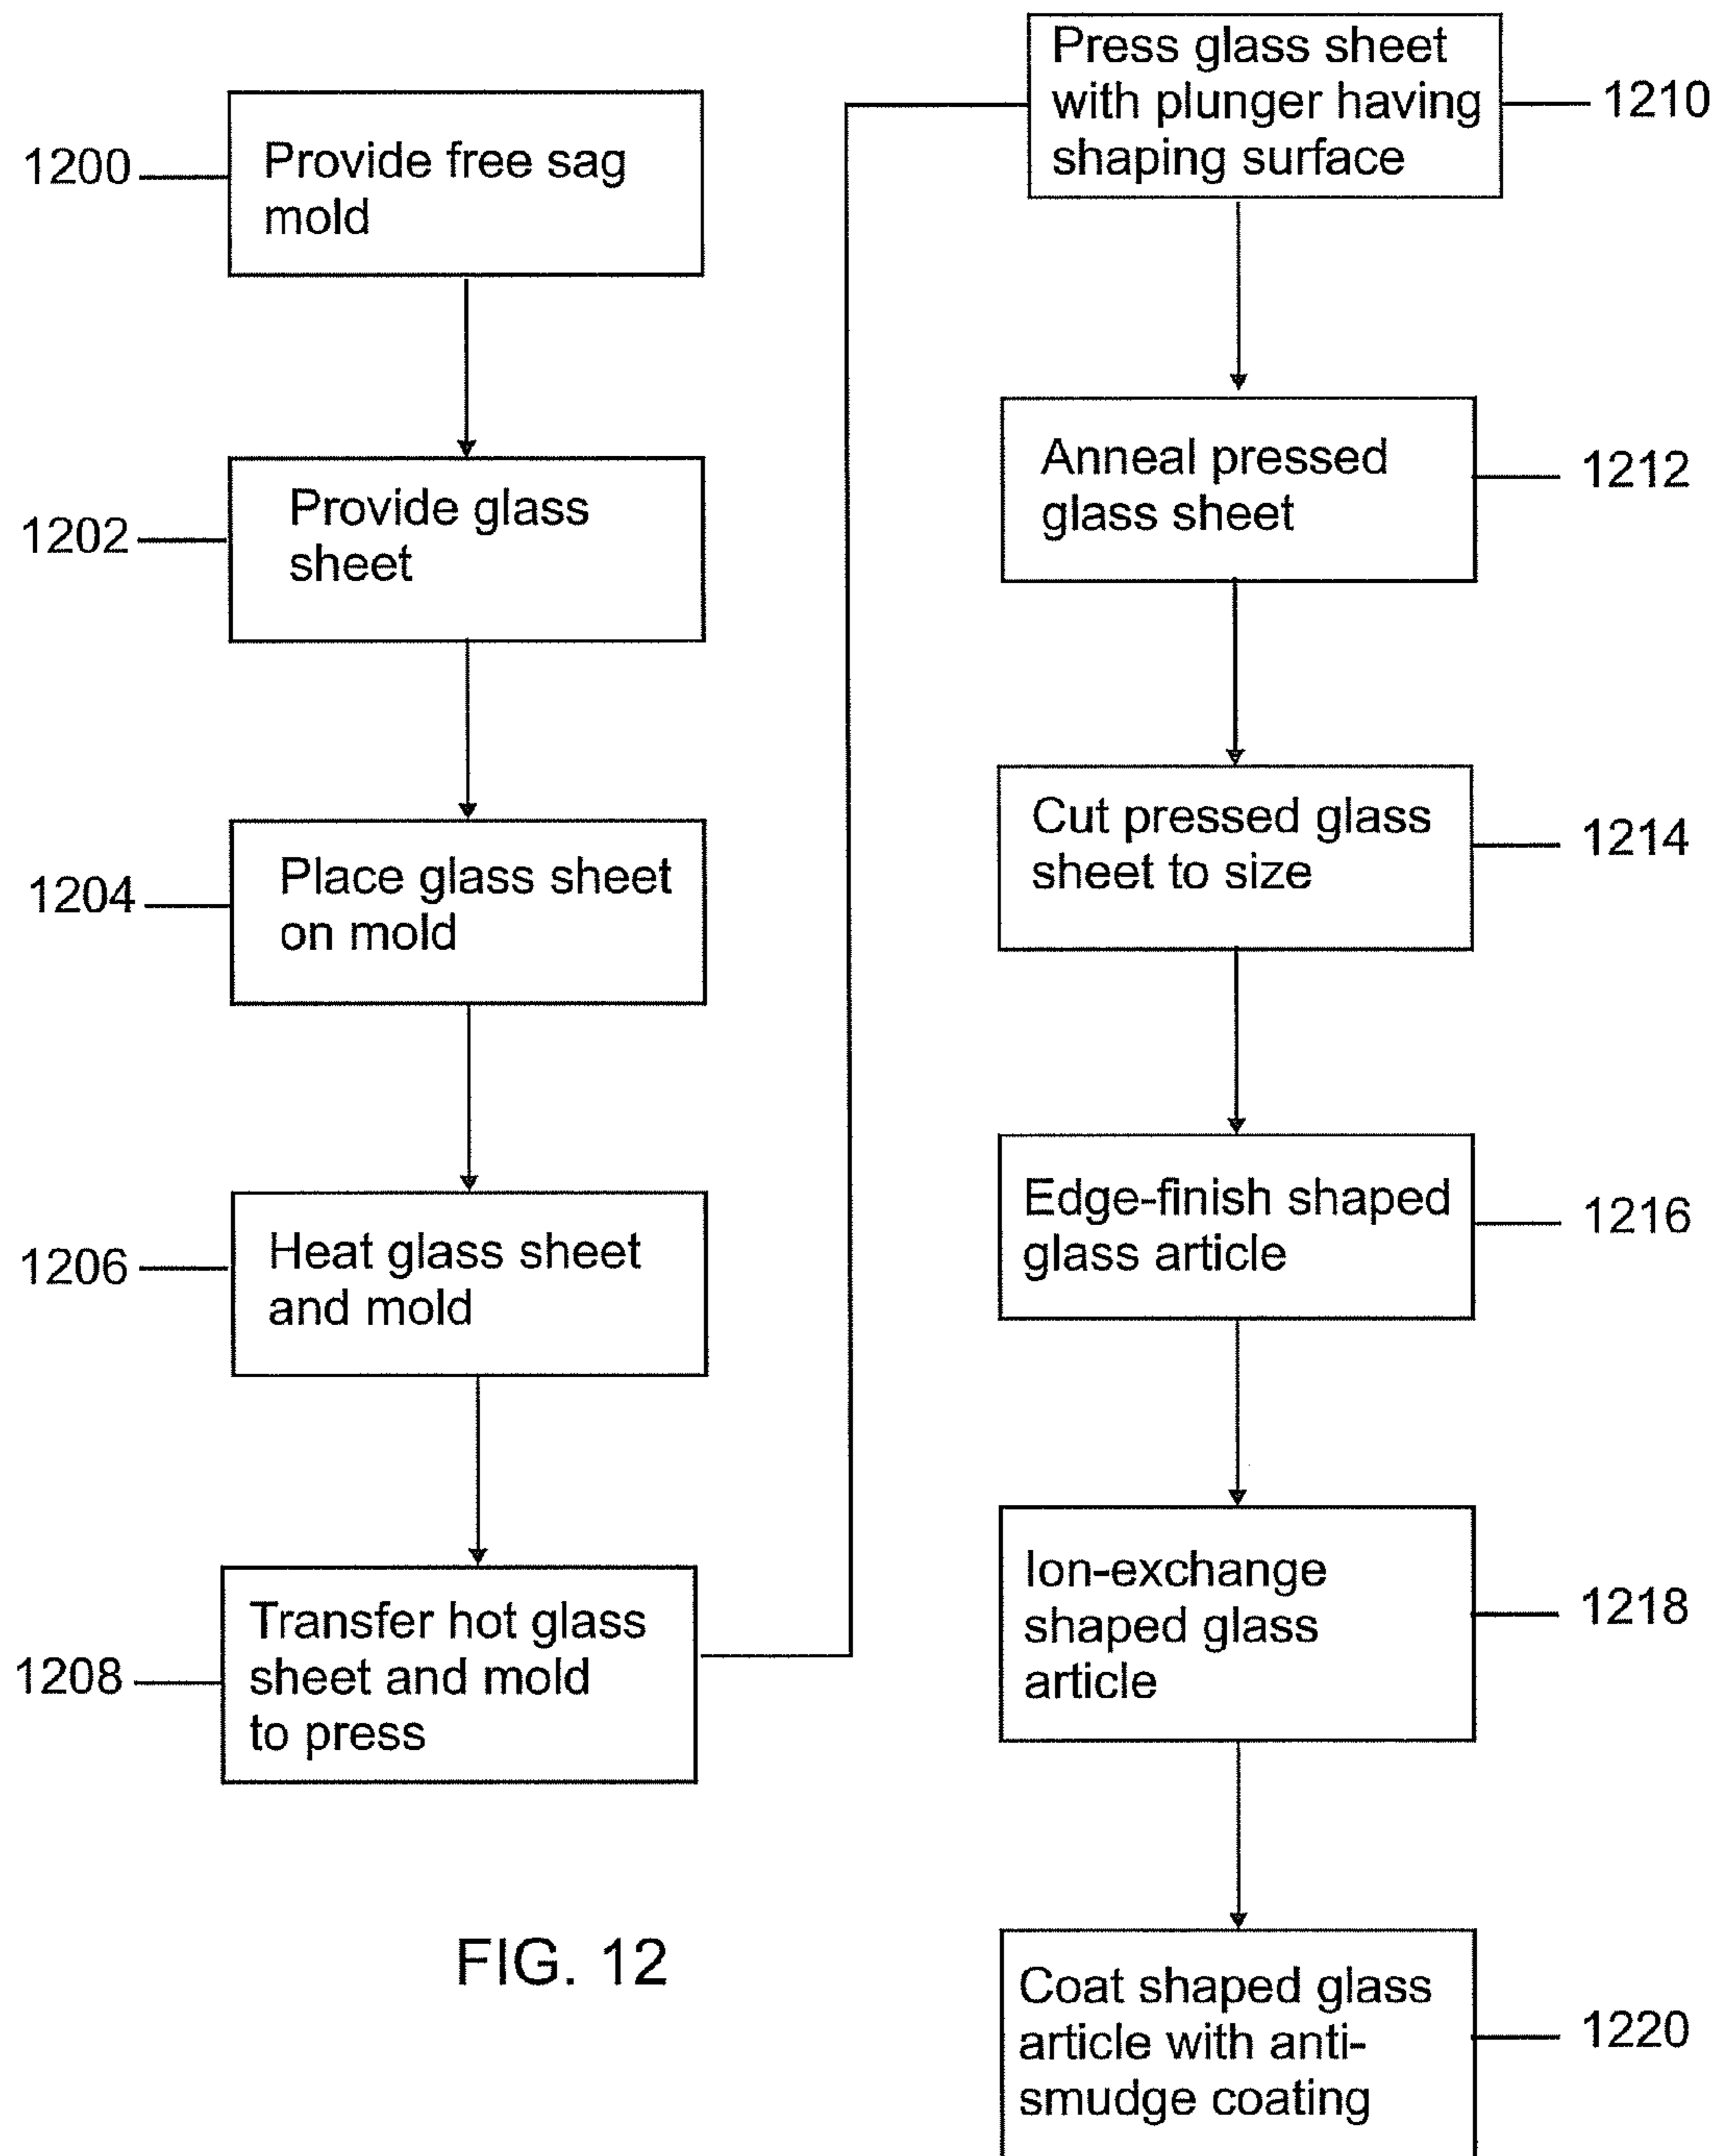 1200
Provide free sag
mold
1202
Provide glass
sheet
1204
Place glass sheet
on mold
1206
Heat glass sheet
and mold
1208
Transfer hot glass
sheet and mold
to press
Press glass sheet
with plunger having
shaping surface
1210
Anneal pressed
glass sheet
1212
Cut pressed glass
sheet to size
1214
Edge-finish shaped
glass article
1216
Ion-exchange
shaped glass
article
1218
Coat shaped glass
article with anti-
smudge coating
1220
FIG. 12